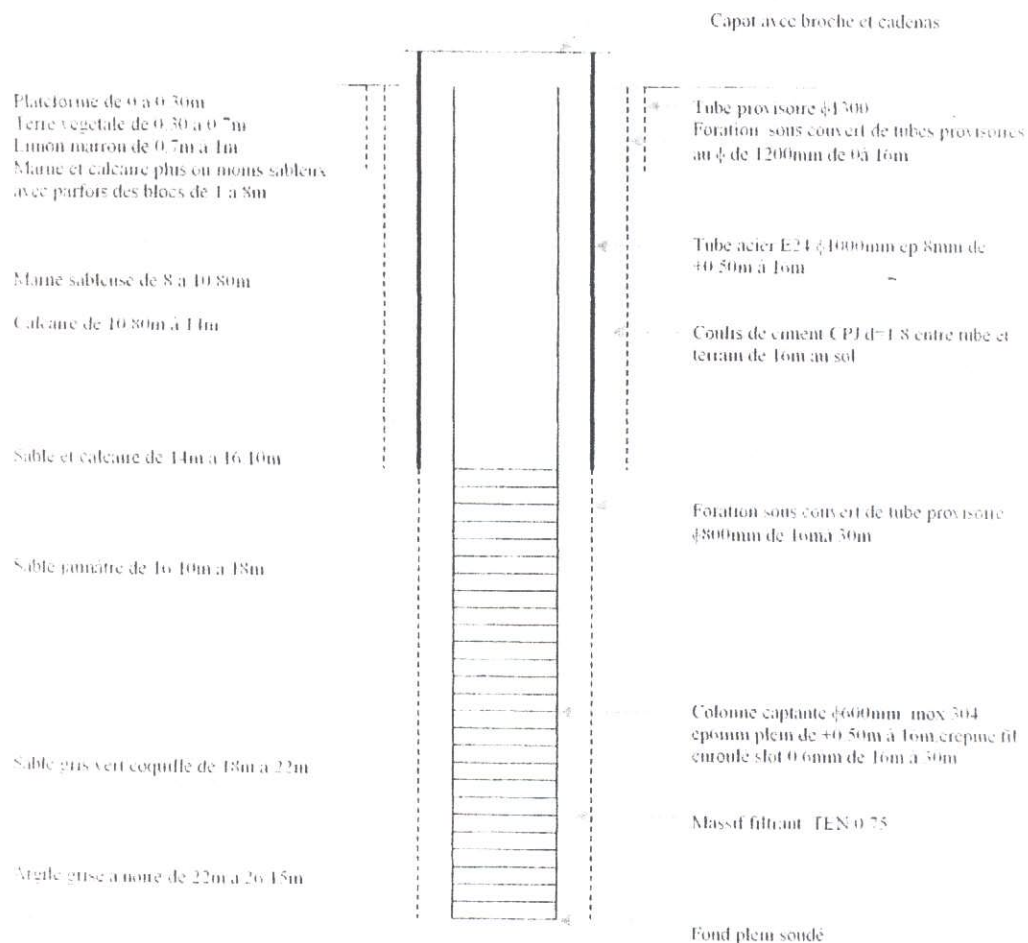 Capot avec broche et cadenas
Plateforme de 0 à 0.30m
Terre végétale de 0.30 à 0.7m
Limon marron de 0.7m à 1m
Marne et calcaire plus ou moins sableux
avec parfois des blocs de 1 à 8m
Marne sableuse de 8 à 10.80m
Calcaire de 10.80m à 14m
Sable et calcaire de 14m à 16.10m
Sable jaunâtre de 16.10m à 18m
Sable gris vert coquillé de 18m à 22m
Argile grise à noire de 22m à 26.15m
Tube provisoire ϕ1300
Foration sous couvert de tubes provisoires
au ϕ de 1200mm de 0à 16m
Tube acier E24 ϕ1000mm ep 8mm de
+0.50m à 16m
Coulis de ciment CPJ d=1.8 entre tube et
terrain de 16m au sol
Foration sous couvert de tube provisoire
ϕ800mm de 16mà 30m
Colonne captante ϕ600mm inox 304
ep6mm plein de +0.50m à 16m,crépine fil
enroulé slot 0.6mm de 16m à 30m
Massif filtrant TEN 0.75
Fond plein soudé